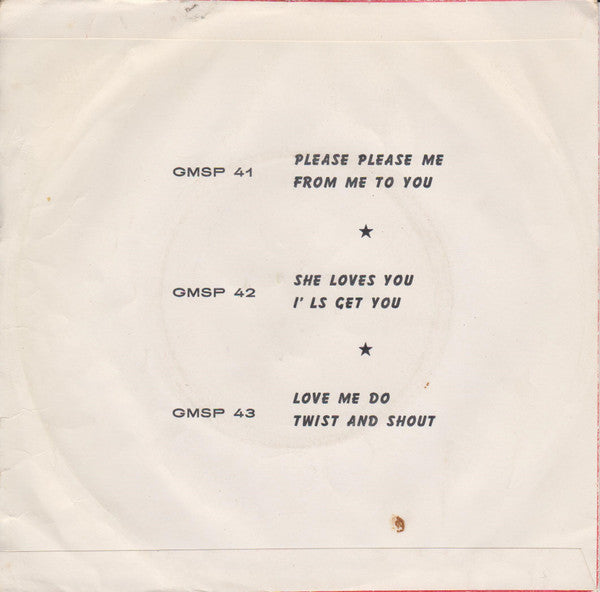 GMSP 41 PLEASE PLEASE ME
FROM ME TO YOU
★
GMSP 42 SHE LOVES YOU
I' LS GET YOU
★
GMSP 43 LOVE ME DO
TWIST AND SHOUT